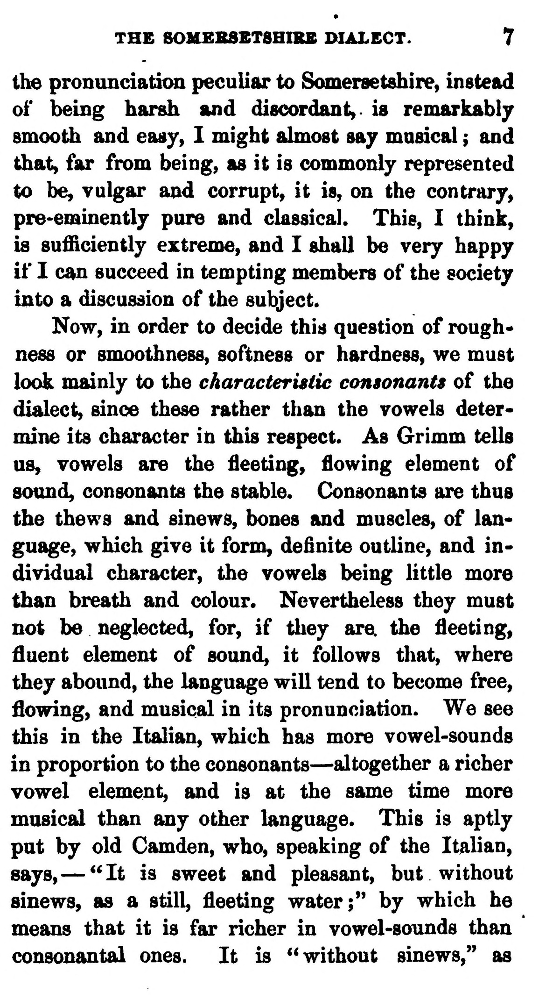 THE SOMERSETSHIRE DIALECT. 7
the pronunciation peculiar to Somersetshire, instead
of being harsh and discordant, is remarkably
smooth and easy, I might almost say musical; and
that, far from being, as it is commonly represented
to be, vulgar and corrupt, it is, on the contrary,
pre-eminently pure and classical. This, I think,
is sufficiently extreme, and I shall be very happy
if I can succeed in tempting members of the society
into a discussion of the subject.
Now, in order to decide this question of rough-
ness or smoothness, softness or hardness, we must
look mainly to the characteristic consonants of the
dialect, since these rather than the vowels deter-
mine its character in this respect. As Grimm tells
us, vowels are the fleeting, flowing element of
sound, consonants the stable. Consonants are thus
the thews and sinews, bones and muscles, of lan-
guage, which give it form, definite outline, and in-
dividual character, the vowels being little more
than breath and colour. Nevertheless they must
not be neglected, for, if they are the fleeting,
fluent element of sound, it follows that, where
they abound, the language will tend to become free,
flowing, and musical in its pronunciation. We see
this in the Italian, which has more vowel-sounds
in proportion to the consonants—altogether a richer
vowel element, and is at the same time more
musical than any other language. This is aptly
put by old Camden, who, speaking of the Italian,
says,—“It is sweet and pleasant, but without
sinews, as a still, fleeting water;” by which he
means that it is far richer in vowel-sounds than
consonantal ones. It is “without sinews,” as